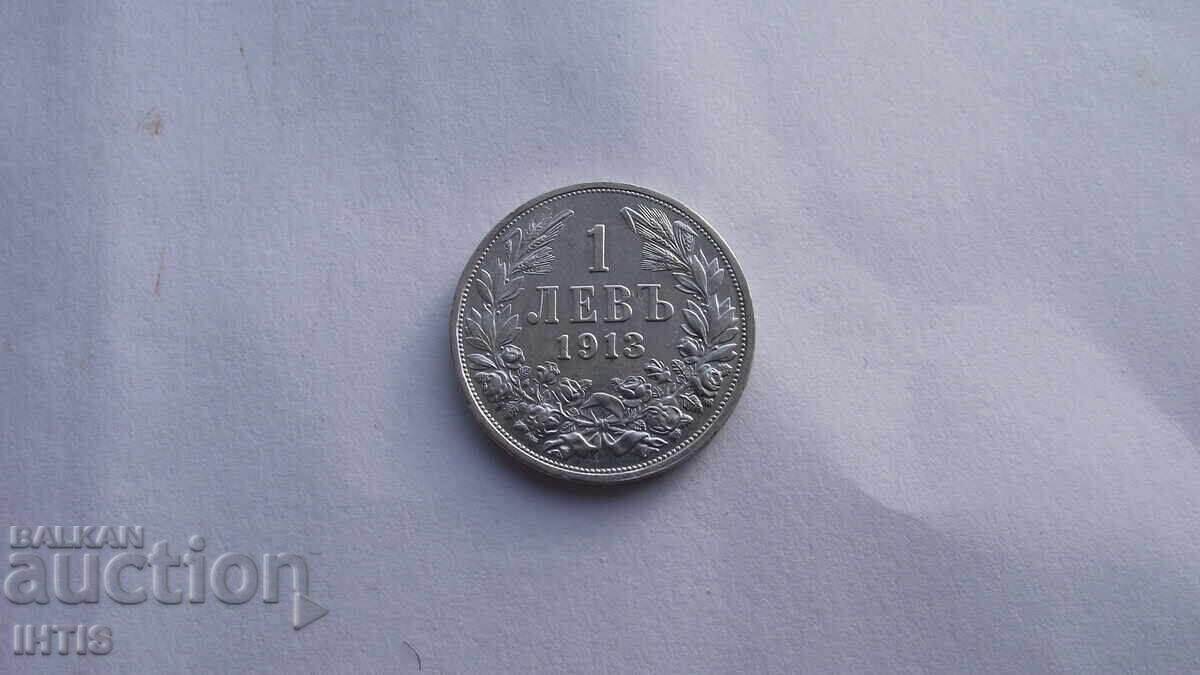 1
ЛЕВЪ
1913
BALKAN
auction
IHTIS